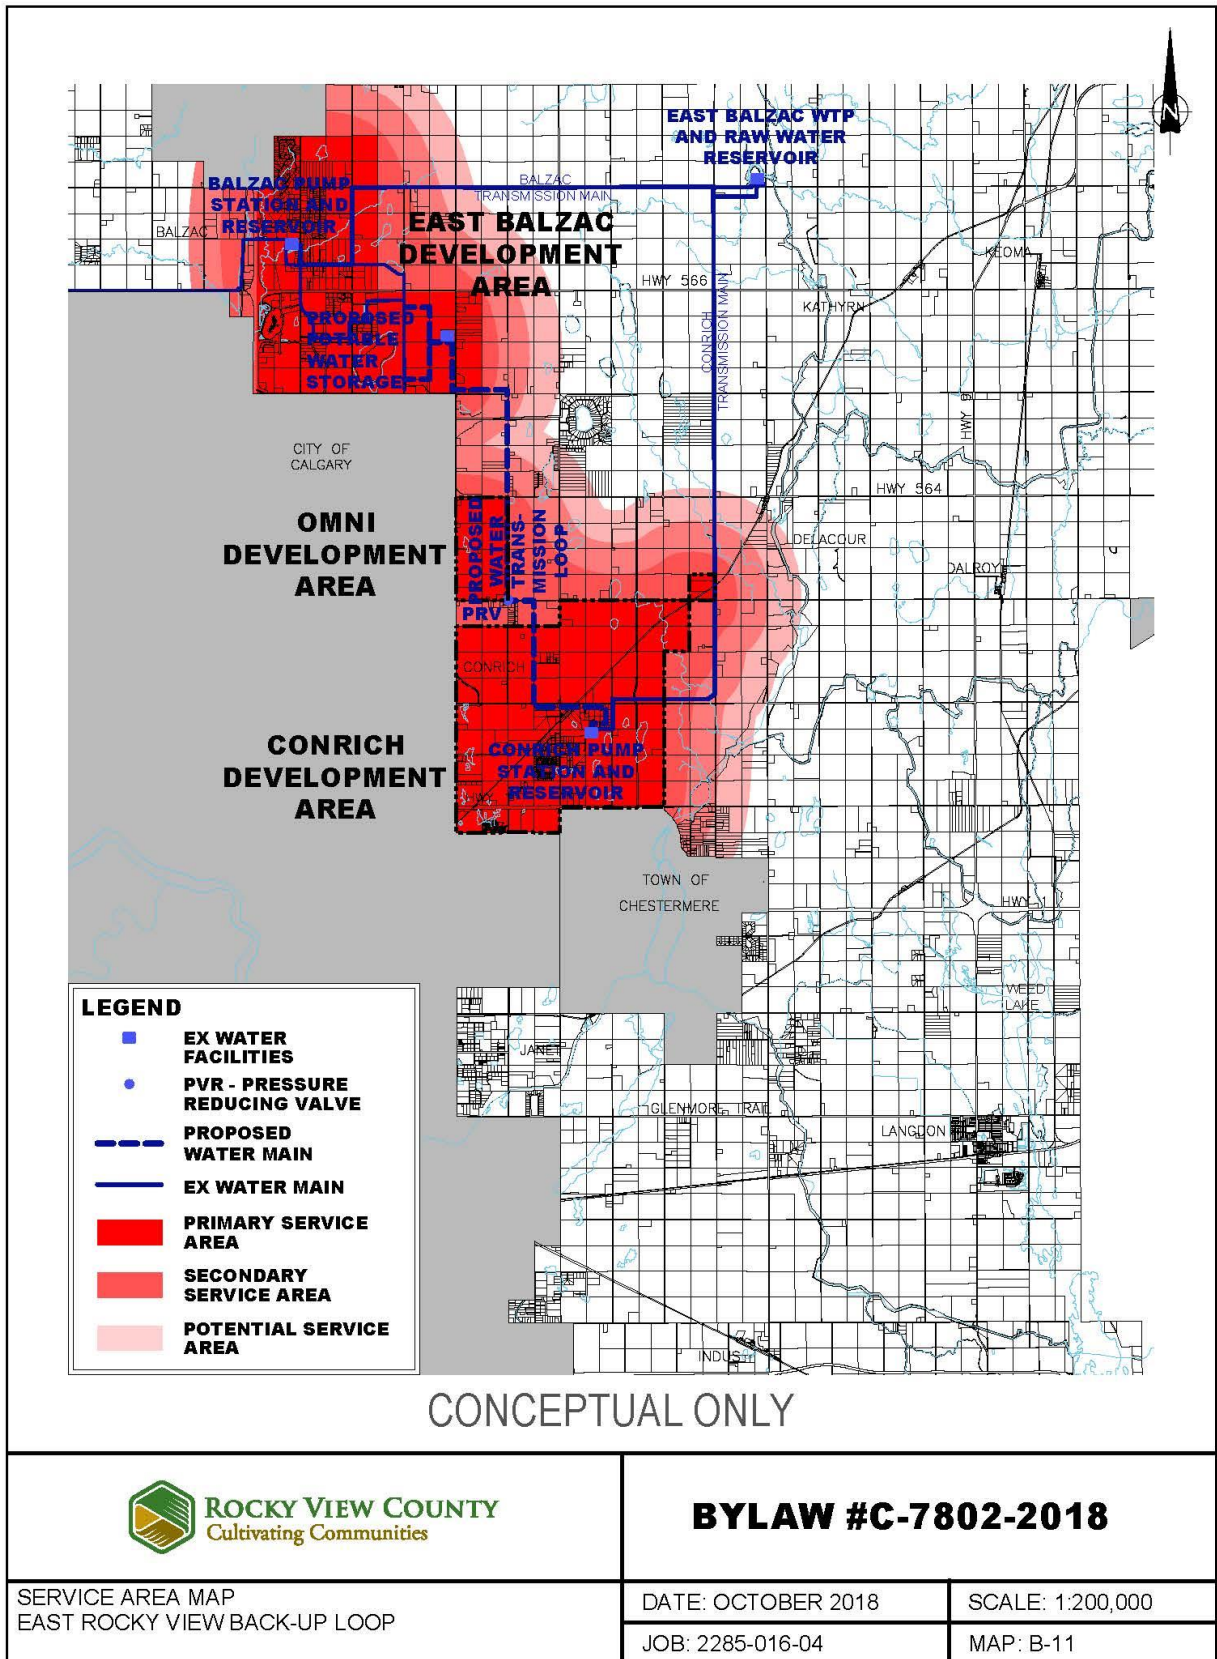 N
EAST BALZAC WTP
AND RAW WATER
RESERVOIR
BALZAC PUMP
STATION AND
RESERVOIR
BALZAC
TRANSMISSION MAIN
BALZAC
EAST BALZAC
DEVELOPMENT
AREA
HWY 566
KEOMA
KATHYRN
CONRICH
TRANSMISSION MAIN
PROPOSED
POTABLE
WATER
STORAGE
HWY 9
CITY OF
CALGARY
HWY 564
OMNI
DEVELOPMENT
AREA
PROPOSED
WATER
TRANS-
MISSION
LOOP
DELACOUR
DALROY
PRV
CONRICH
CONRICH
DEVELOPMENT
AREA
CONRICH PUMP
STATION AND
RESERVOIR
HWY
TOWN OF
CHESTERMERE
HWY 1
WEED
LAKE
JANET
GLENMORE TRAIL
LANGDON
INDUS
LEGEND
EX WATER
FACILITIES
PVR - PRESSURE
REDUCING VALVE
PROPOSED
WATER MAIN
EX WATER MAIN
PRIMARY SERVICE
AREA
SECONDARY
SERVICE AREA
POTENTIAL SERVICE
AREA
CONCEPTUAL ONLY
ROCKY VIEW COUNTY
Cultivating Communities
BYLAW #C-7802-2018
SERVICE AREA MAP
EAST ROCKY VIEW BACK-UP LOOP
DATE: OCTOBER 2018
SCALE: 1:200,000
JOB: 2285-016-04
MAP: B-11